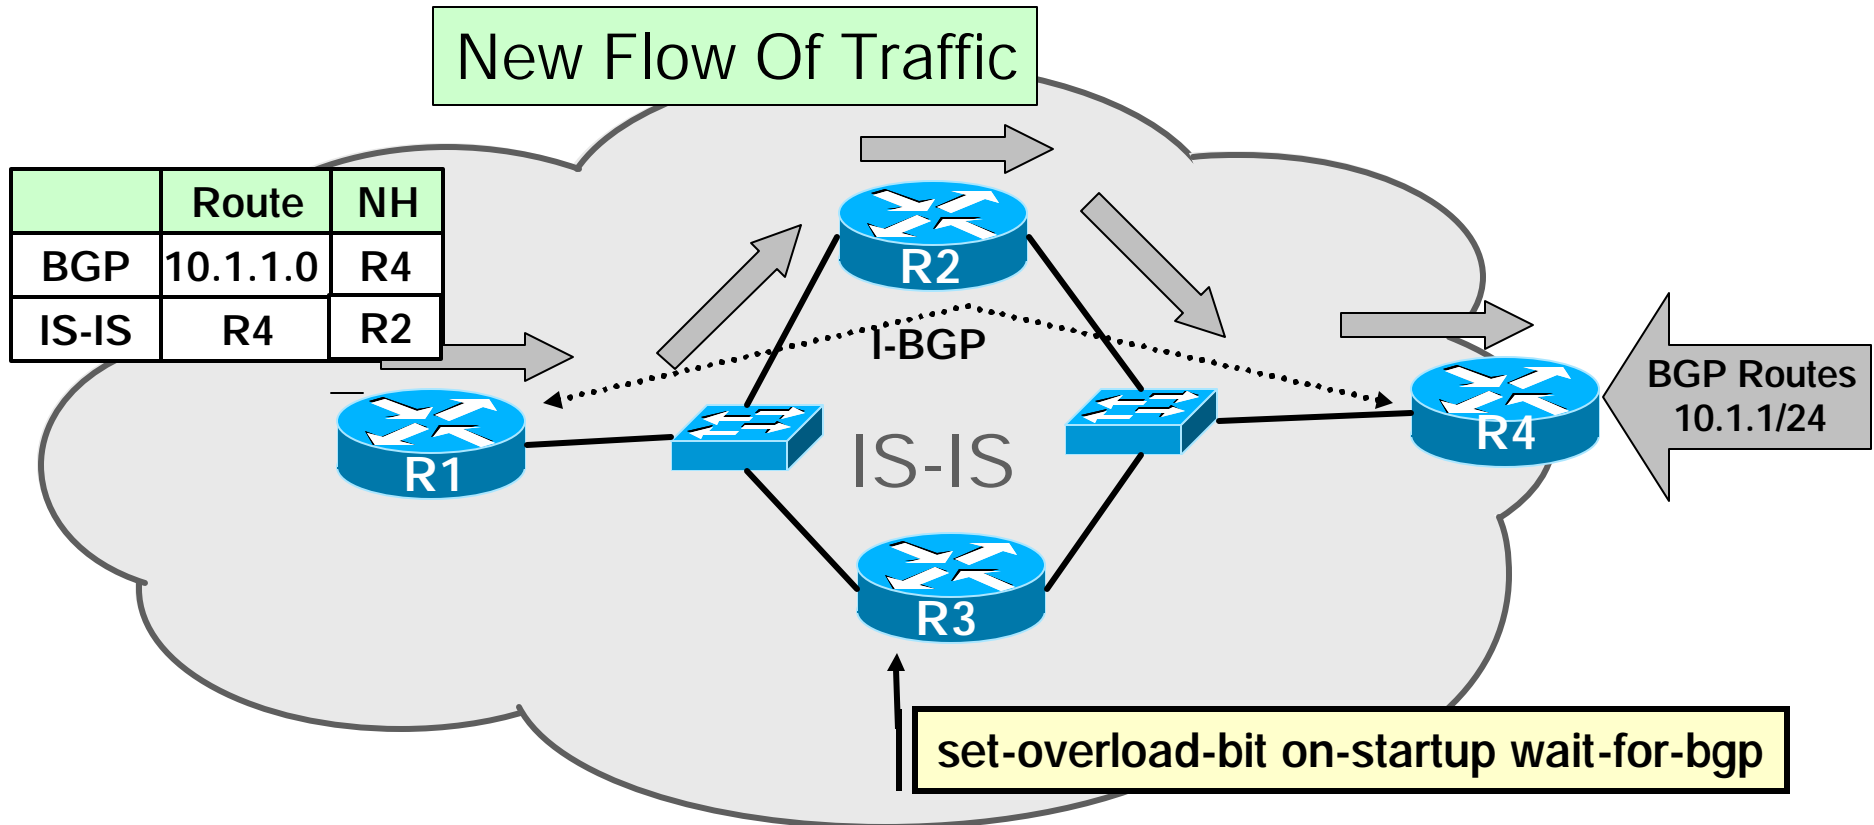 New Flow Of Traffic
Route NH
BGP 10.1.1.0 R4
IS-IS R4 R2
R2
I-BGP
BGP Routes
10.1.1/24
R4
R1
IS-IS
R3
set-overload-bit on-startup wait-for-bgp